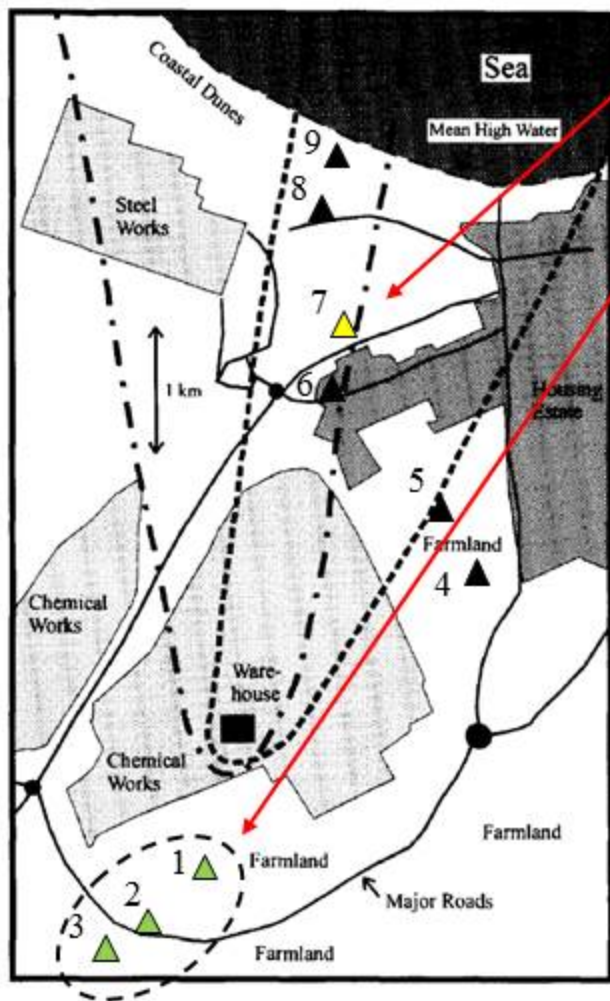 Coastal Dunes
Sea
Mean High Water
9
8
Steel
Works
7
1 km
6
Housing
Estate
5
Farmland
4
Chemical
Works
Ware-
house
Chemical
Works
Farmland
1
Farmland
2
Major Roads
3
Farmland